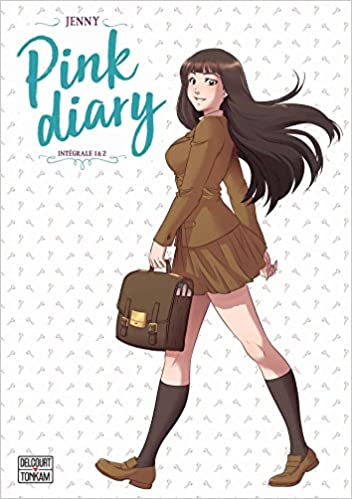 JENNY
Pink
diary
INTÉGRALE 1&2
DELCOURT
TONKAM